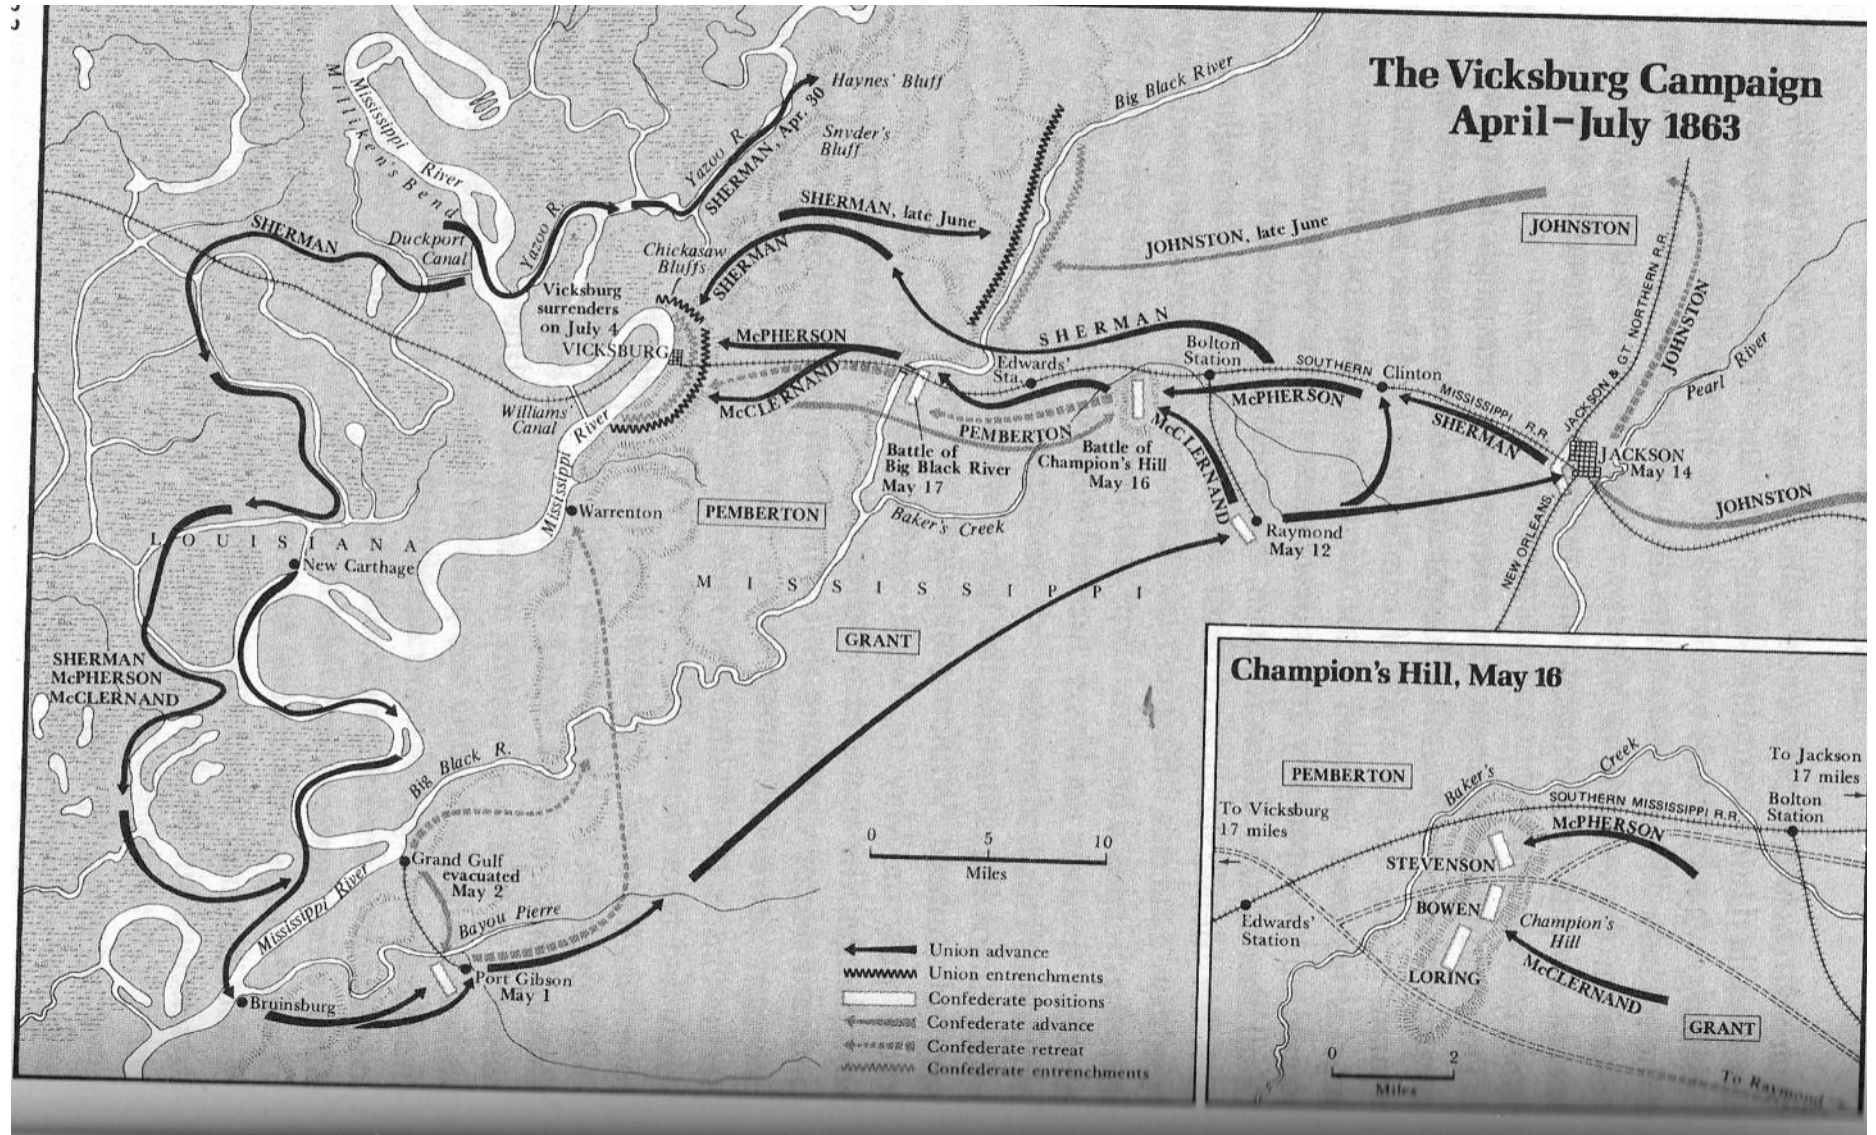 The Vicksburg Campaign
April–July 1863
Haynes' Bluff
Snyder's
Bluff
Big Black River
Mississippi River
Milliken's Bend
Yazoo R.
SHERMAN, Apr. 30
Yazoo R.
SHERMAN
Duckport
Canal
Chickasaw
Bluffs
SHERMAN, late June
SHERMAN
JOHNSTON, late June
JOHNSTON
JACKSON & GT. NORTHERN R.R.
JOHNSTON
Pearl River
Vicksburg
surrenders
on July 4
VICKSBURG
McPHERSON
McCLERNAND
SHERMAN
Bolton
Station
Edwards'
Sta.
SOUTHERN MISSISSIPPI R.R.
Clinton
McPHERSON
SHERMAN
JACKSON
May 14
JOHNSTON
NEW ORLEANS,
Williams'
Canal
Mississippi River
PEMBERTON
McCLERNAND
Battle of
Big Black River
May 17
Battle of
Champion's Hill
May 16
Baker's Creek
Raymond
May 12
Warrenton
PEMBERTON
LOUISIANA
New Carthage
MISSISSIPPI
GRANT
SHERMAN
McPHERSON
McCLERNAND
Big Black R.
Grand Gulf
evacuated
May 2
Mississippi River
Bayou Pierre
Port Gibson
May 1
Bruinsburg
0 5 10
Miles
Union advance
Union entrenchments
Confederate positions
Confederate advance
Confederate retreat
Confederate entrenchments
Champion's Hill, May 16
PEMBERTON
Baker's Creek
To Jackson
17 miles
Bolton
Station
To Vicksburg
17 miles
SOUTHERN MISSISSIPPI R.R.
McPHERSON
STEVENSON
BOWEN
Champion's
Hill
Edwards'
Station
LORING
McCLERNAND
GRANT
0 2
Miles
To Raymond